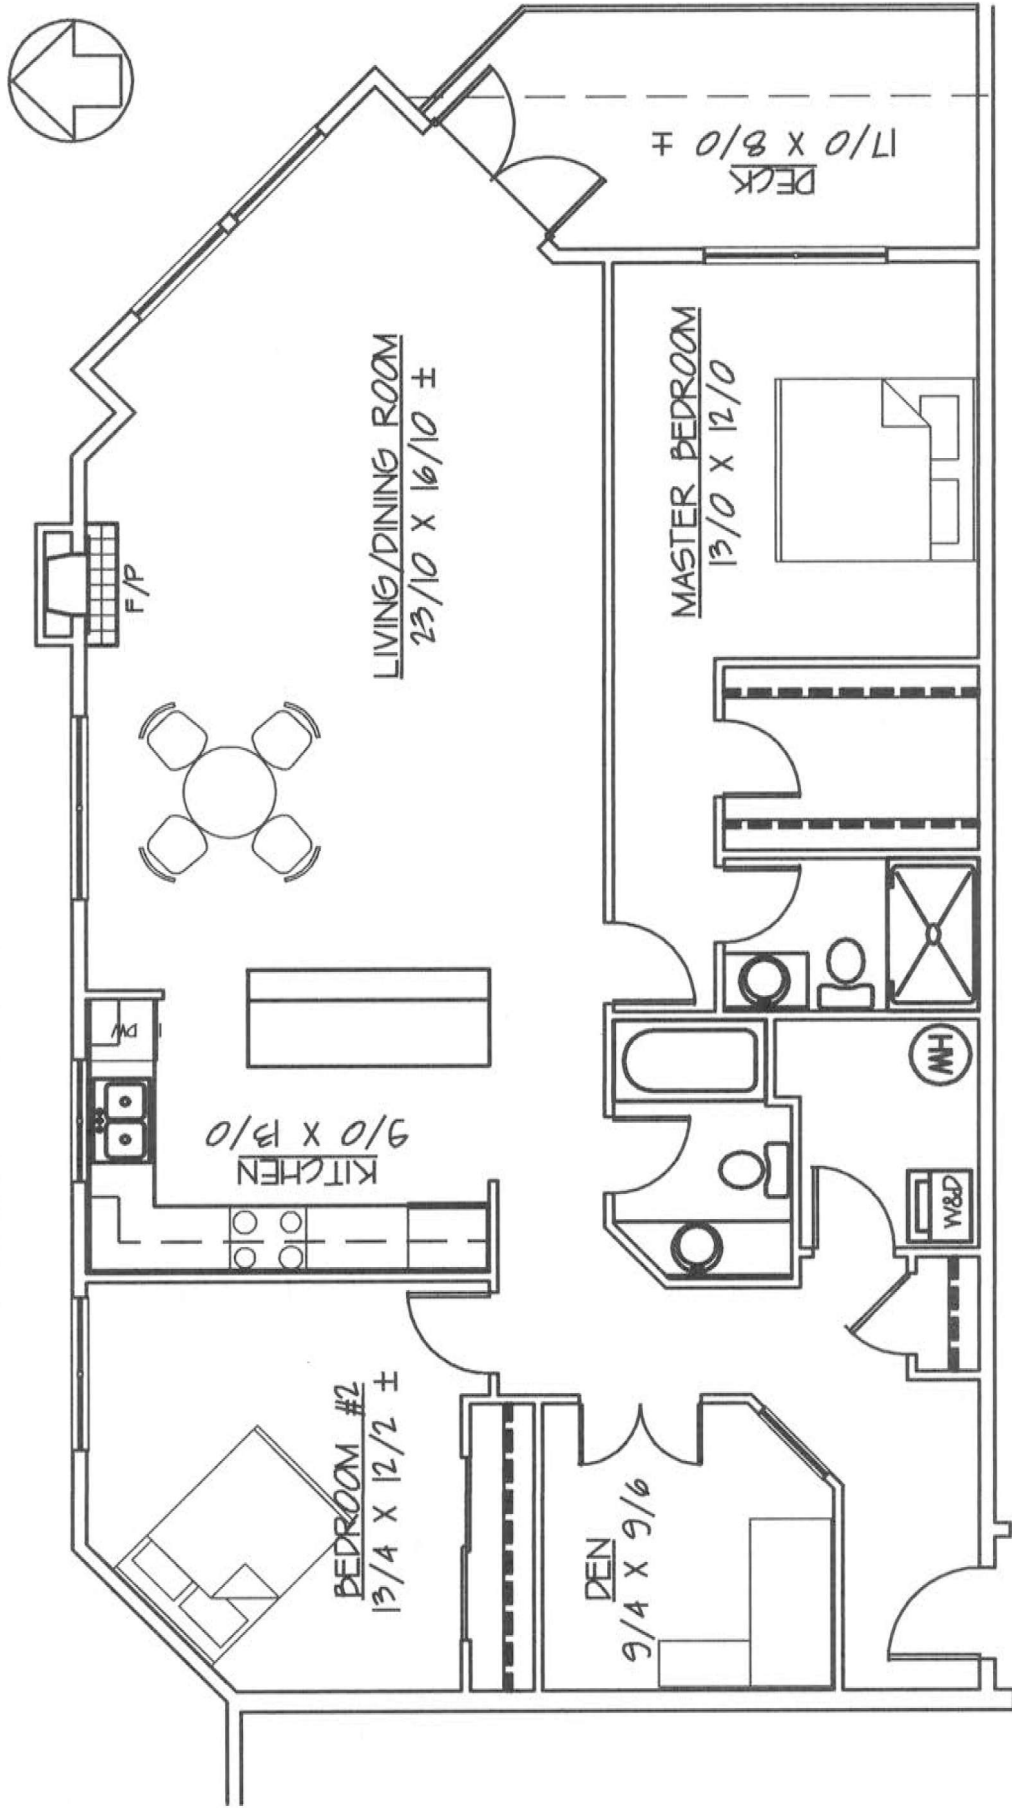 DECK
17/0 X 8/0 ±
LIVING/DINING ROOM
23/10 X 16/10 ±
MASTER BEDROOM
13/0 X 12/0
F/P
DW
KITCHEN
9/0 X 13/0
HW
W&D
BEDROOM #2
13/4 X 12/2 ±
DEN
9/4 X 9/6